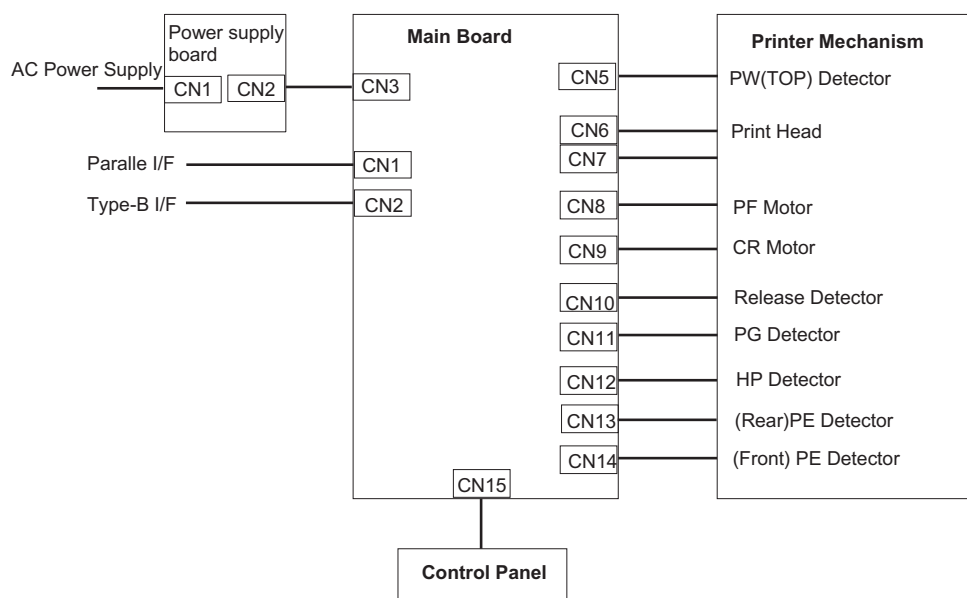 Power supply
board
Main Board
Printer Mechanism
AC Power Supply
CN1
CN2
CN3
CN5
PW(TOP) Detector
CN6
Print Head
CN7
Paralle I/F
CN1
Type-B I/F
CN2
CN8
PF Motor
CN9
CR Motor
CN10
Release Detector
CN11
PG Detector
CN12
HP Detector
CN13
(Rear)PE Detector
CN14
(Front) PE Detector
CN15
Control Panel